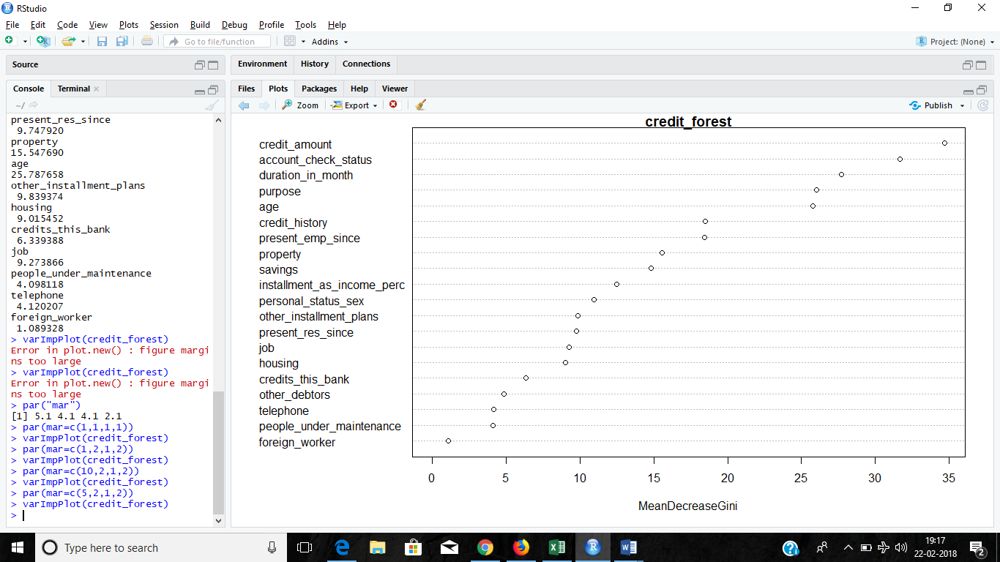 RStudio
File Edit Code View Plots Session Build Debug Profile Tools Help
Go to file/function Addins Project: (None)
Source
Console Terminal
~/
present_res_since
9.747920
property
15.547690
age
25.787658
other_installment_plans
9.839374
housing
9.015452
credits_this_bank
6.339388
job
9.273866
people_under_maintenance
4.098118
telephone
4.120207
foreign_worker
1.089328
> varImpPlot(credit_forest)
Error in plot.new() : figure margi
ns too large
> varImpPlot(credit_forest)
Error in plot.new() : figure margi
ns too large
> par("mar")
[1] 5.1 4.1 4.1 2.1
> par(mar=c(1,1,1,1))
> varImpPlot(credit_forest)
> par(mar=c(1,2,1,2))
> varImpPlot(credit_forest)
> par(mar=c(10,2,1,2))
> varImpPlot(credit_forest)
> par(mar=c(5,2,1,2))
> varImpPlot(credit_forest)
>
Environment History Connections
Files Plots Packages Help Viewer
Zoom Export Publish
credit_forest
credit_amount
account_check_status
duration_in_month
purpose
age
credit_history
present_emp_since
property
savings
installment_as_income_perc
personal_status_sex
other_installment_plans
present_res_since
job
housing
credits_this_bank
other_debtors
telephone
people_under_maintenance
foreign_worker
0 5 10 15 20 25 30 35
MeanDecreaseGini
Type here to search
19:17
22-02-2018
2